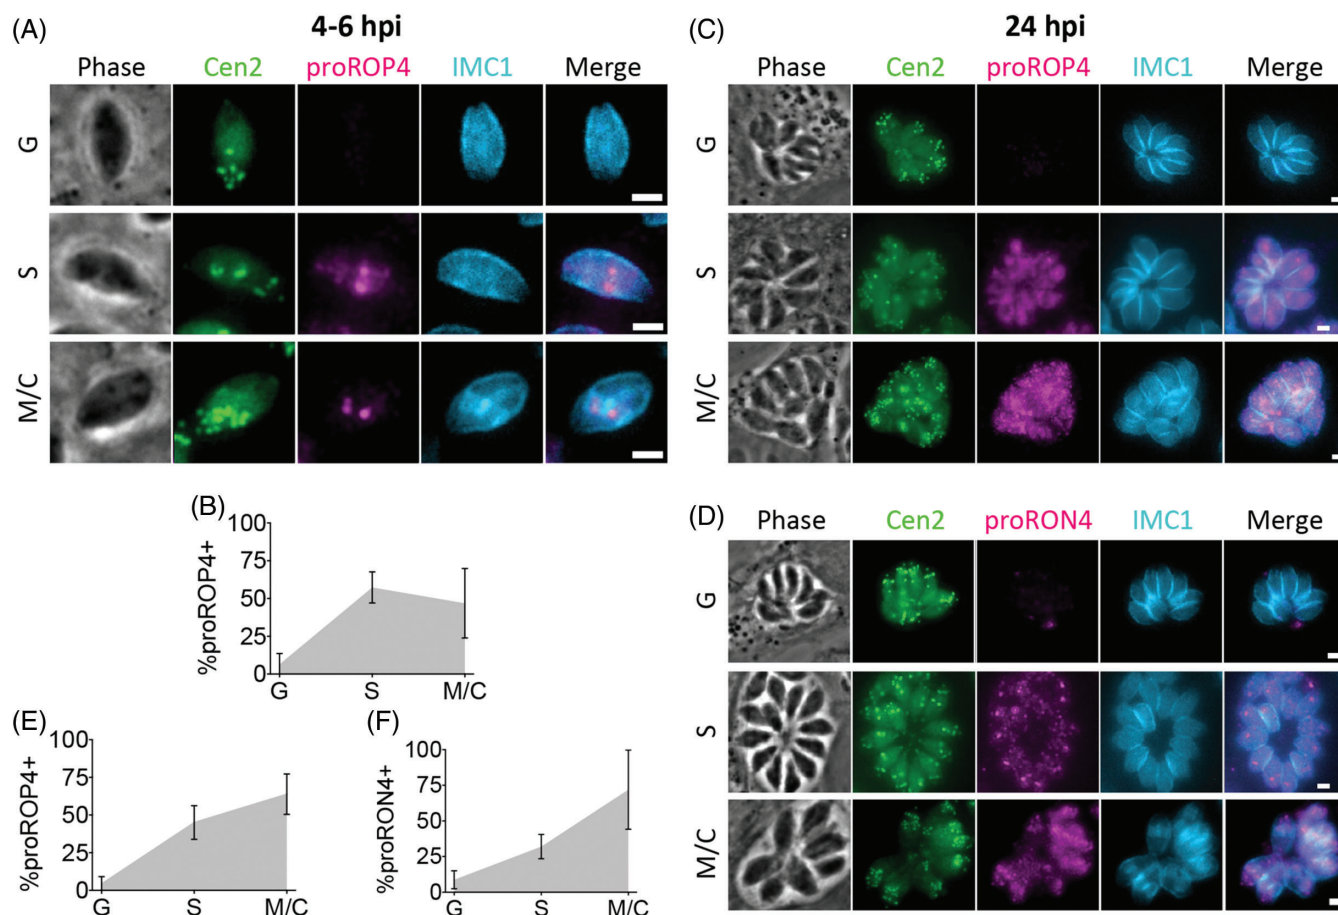 (A)
4-6 hpi
Phase Cen2 proROP4 IMC1 Merge
G
S
M/C
(B)
%proROP4+
100
75
50
25
0
G S M/C
(E)
%proROP4+
100
75
50
25
0
G S M/C
(F)
%proRON4+
100
75
50
25
0
G S M/C
(C)
24 hpi
Phase Cen2 proROP4 IMC1 Merge
G
S
M/C
(D)
Phase Cen2 proRON4 IMC1 Merge
G
S
M/C